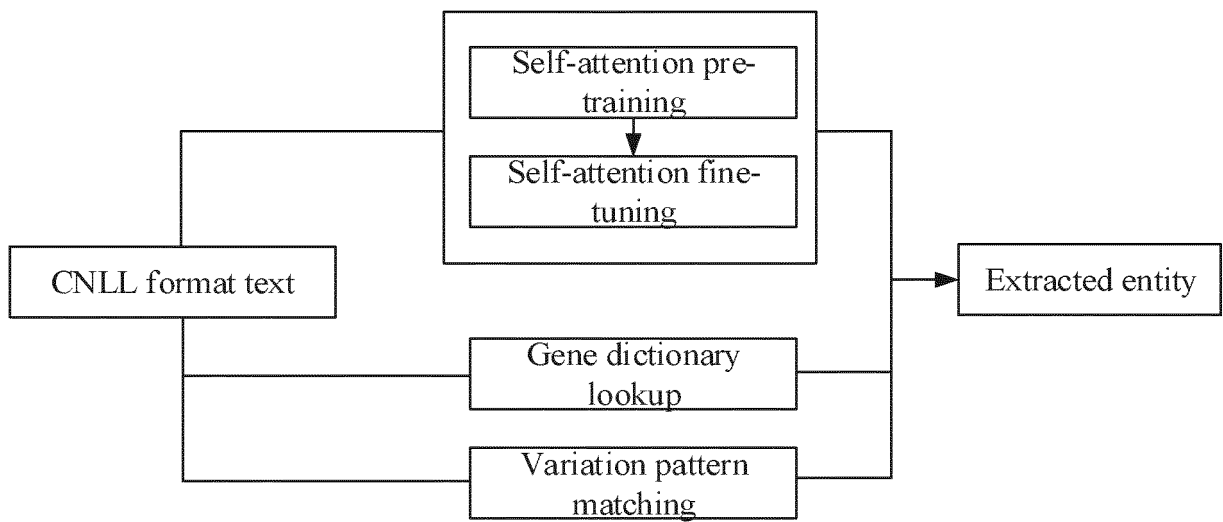 Self-attention pre-
training
Self-attention fine-
tuning
CNLL format text
Extracted entity
Gene dictionary
lookup
Variation pattern
matching